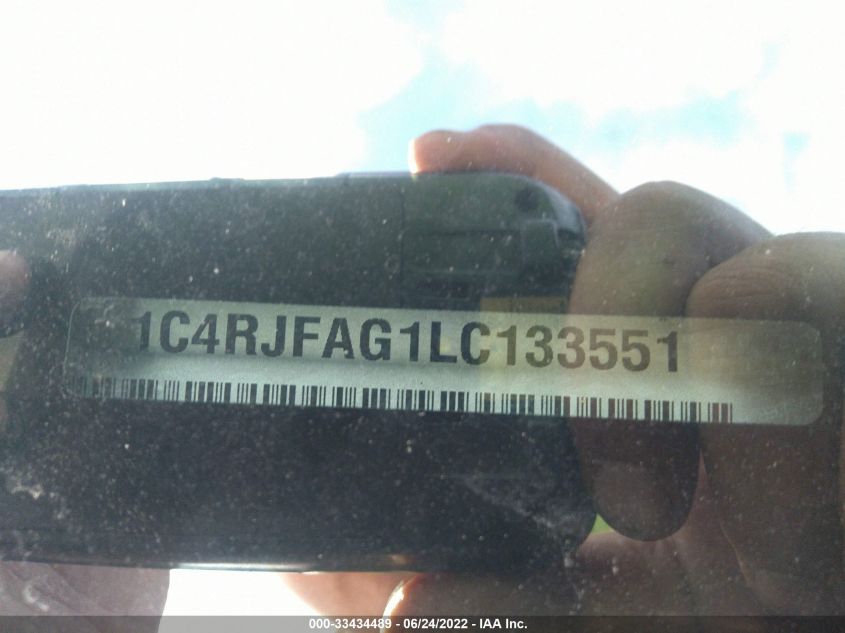 1C4RJFAG1LC133551
000-33434489 - 06/24/2022 - IAA Inc.